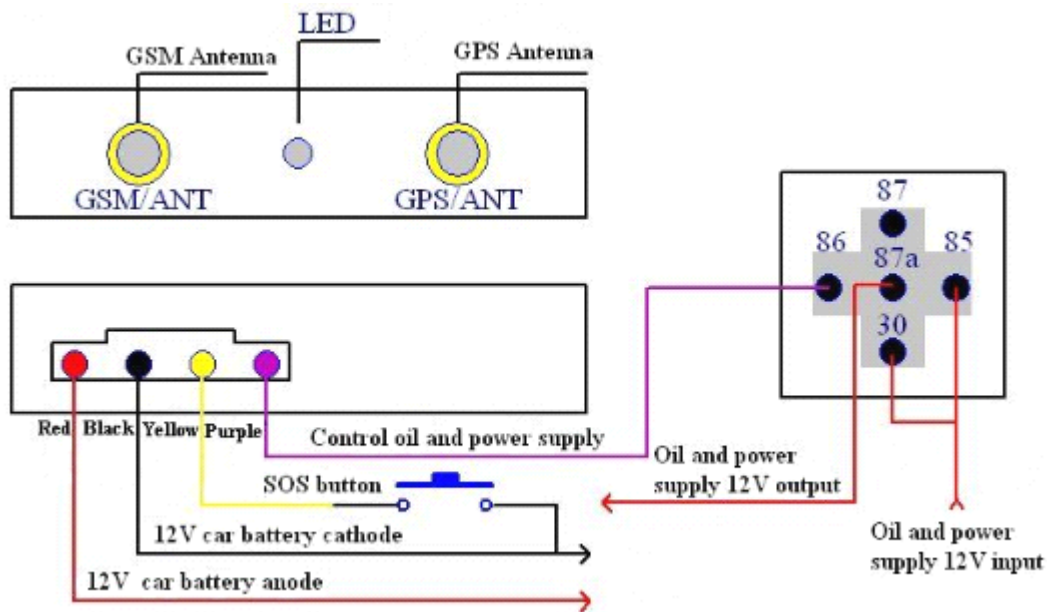 LED
GSM Antenna
GPS Antenna
GSM/ANT
GPS/ANT
87
86
87a
85
30
Red Black Yellow Purple
Control oil and power supply
Oil and power
supply 12V output
SOS button
12V car battery cathode
12V car battery anode
Oil and power
supply 12V input